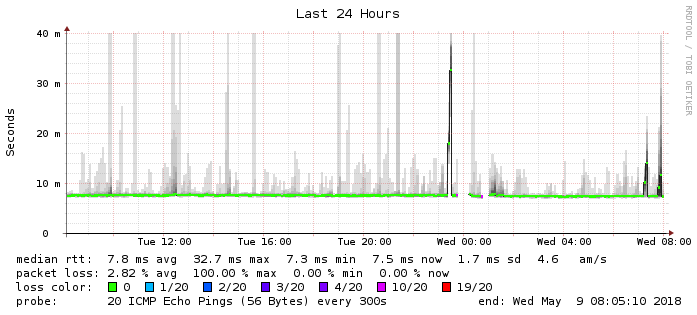 Last 24 Hours
RRDTOOL / TOBI OETIKER
Seconds
40 m
30 m
20 m
10 m
0
Tue 12:00 Tue 16:00 Tue 20:00 Wed 00:00 Wed 04:00 Wed 08:00
median rtt: 7.8 ms avg 32.7 ms max 7.3 ms min 7.5 ms now 1.7 ms sd 4.6 am/s
packet loss: 2.82 % avg 100.00 % max 0.00 % min 0.00 % now
loss color: 0 1/20 2/20 3/20 4/20 10/20 19/20
probe: 20 ICMP Echo Pings (56 Bytes) every 300s end: Wed May 9 08:05:10 2018